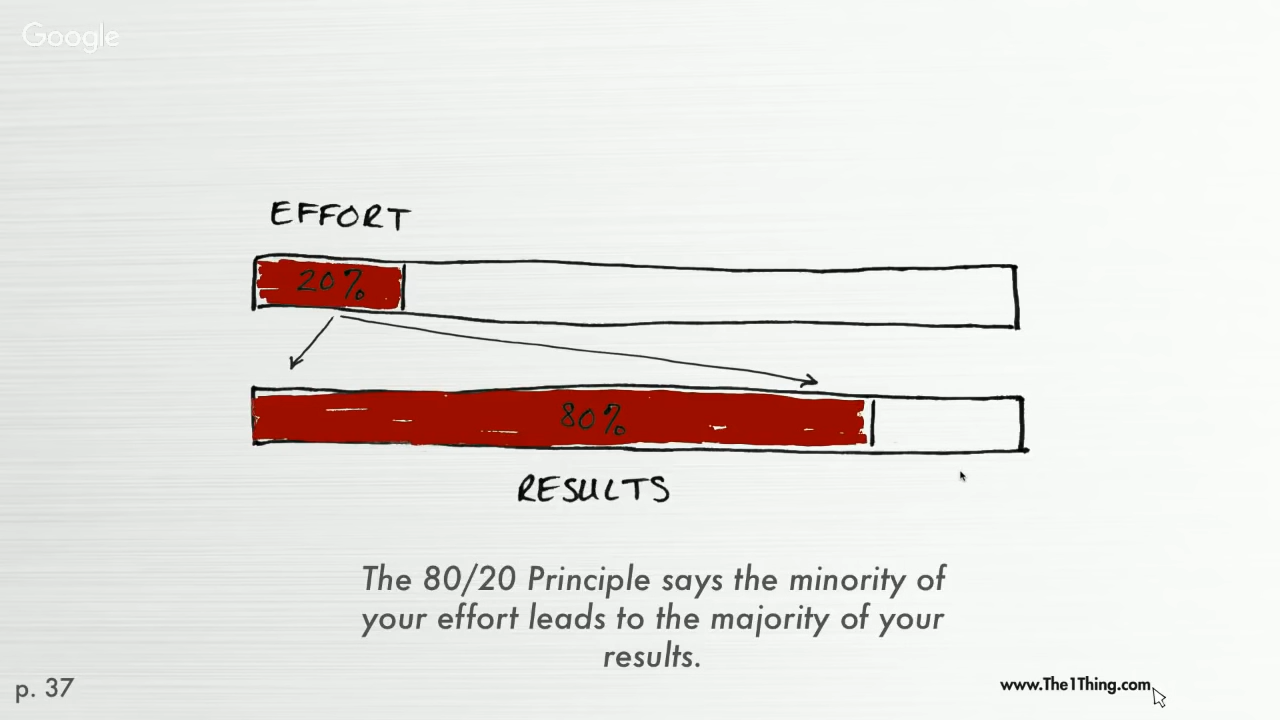 Google
EFFORT
20%
80%
RESULTS
The 80/20 Principle says the minority of
your effort leads to the majority of your
results.
p. 37
www.The1Thing.com